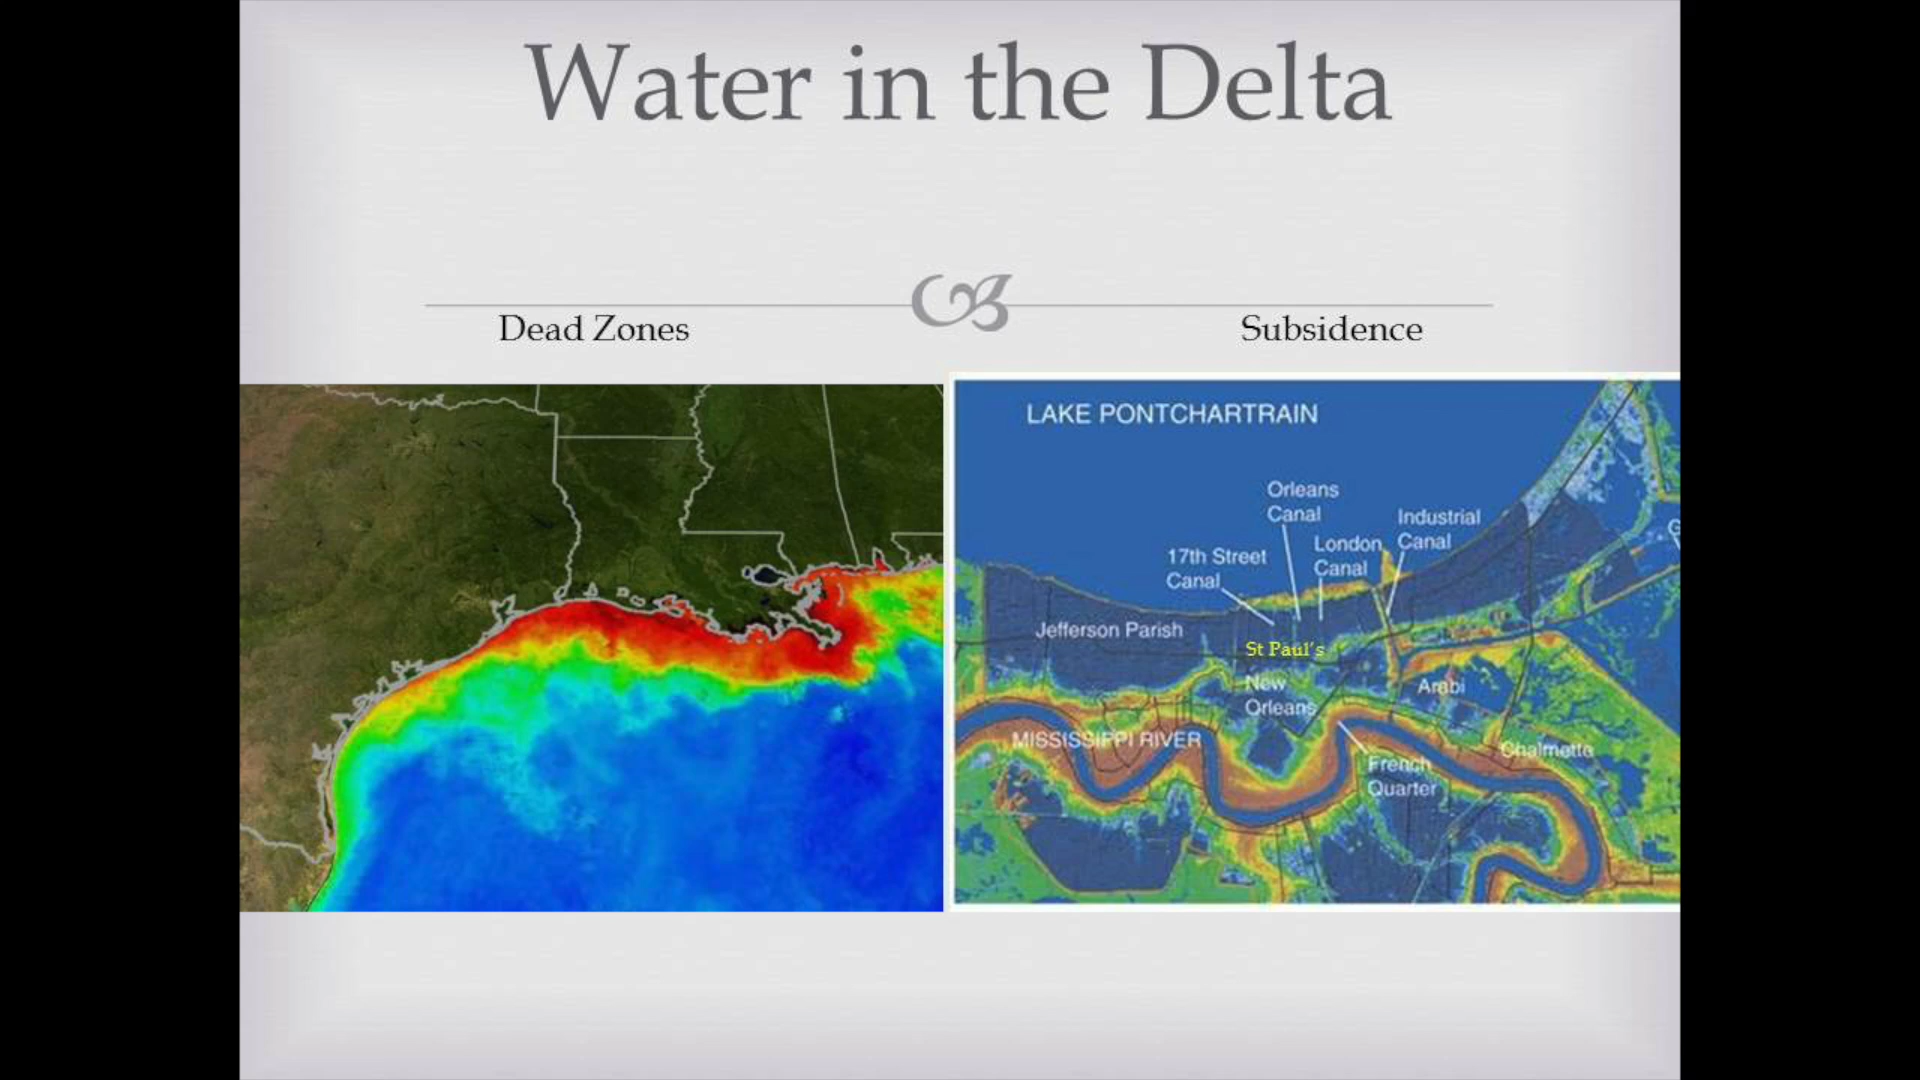 Water in the Delta
Dead Zones
Subsidence
LAKE PONTCHARTRAIN
Orleans
Canal
Industrial
Canal
London
Canal
17th Street
Canal
G
Jefferson Parish
St Paul's
New
Orleans
Arabi
MISSISSIPPI RIVER
Chalmette
French
Quarter